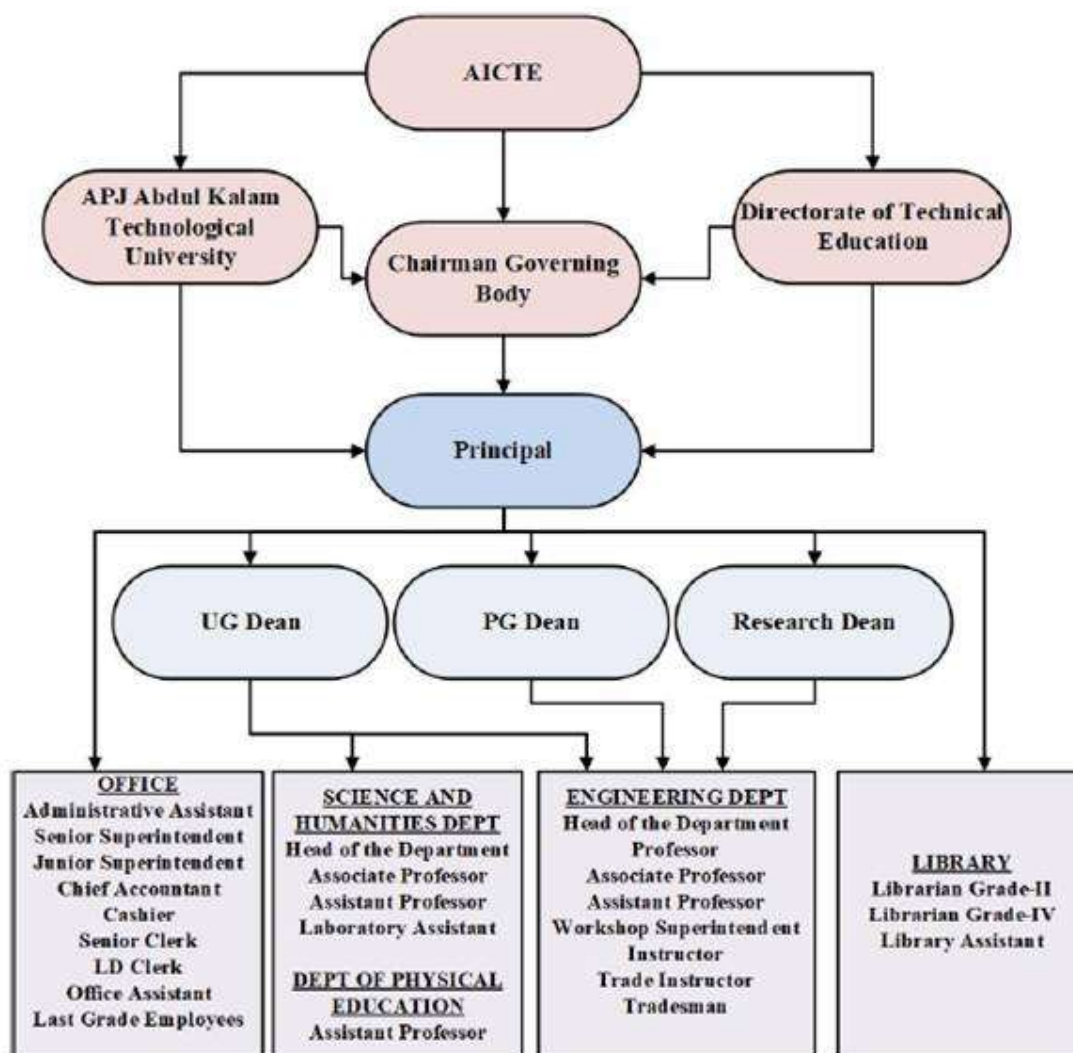 AICTE
APJ Abdul Kalam
Technological
University
Directorate of Technical
Education
Chairman Governing
Body
Principal
UG Dean
PG Dean
Research Dean
OFFICE
Administrative Assistant
Senior Superintendent
Junior Superintendent
Chief Accountant
Cashier
Senior Clerk
LD Clerk
Office Assistant
Last Grade Employees
SCIENCE AND
HUMANITIES DEPT
Head of the Department
Associate Professor
Assistant Professor
Laboratory Assistant
DEPT OF PHYSICAL
EDUCATION
Assistant Professor
ENGINEERING DEPT
Head of the Department
Professor
Associate Professor
Assistant Professor
Workshop Superintendent
Instructor
Trade Instructor
Tradesman
LIBRARY
Librarian Grade-II
Librarian Grade-IV
Library Assistant